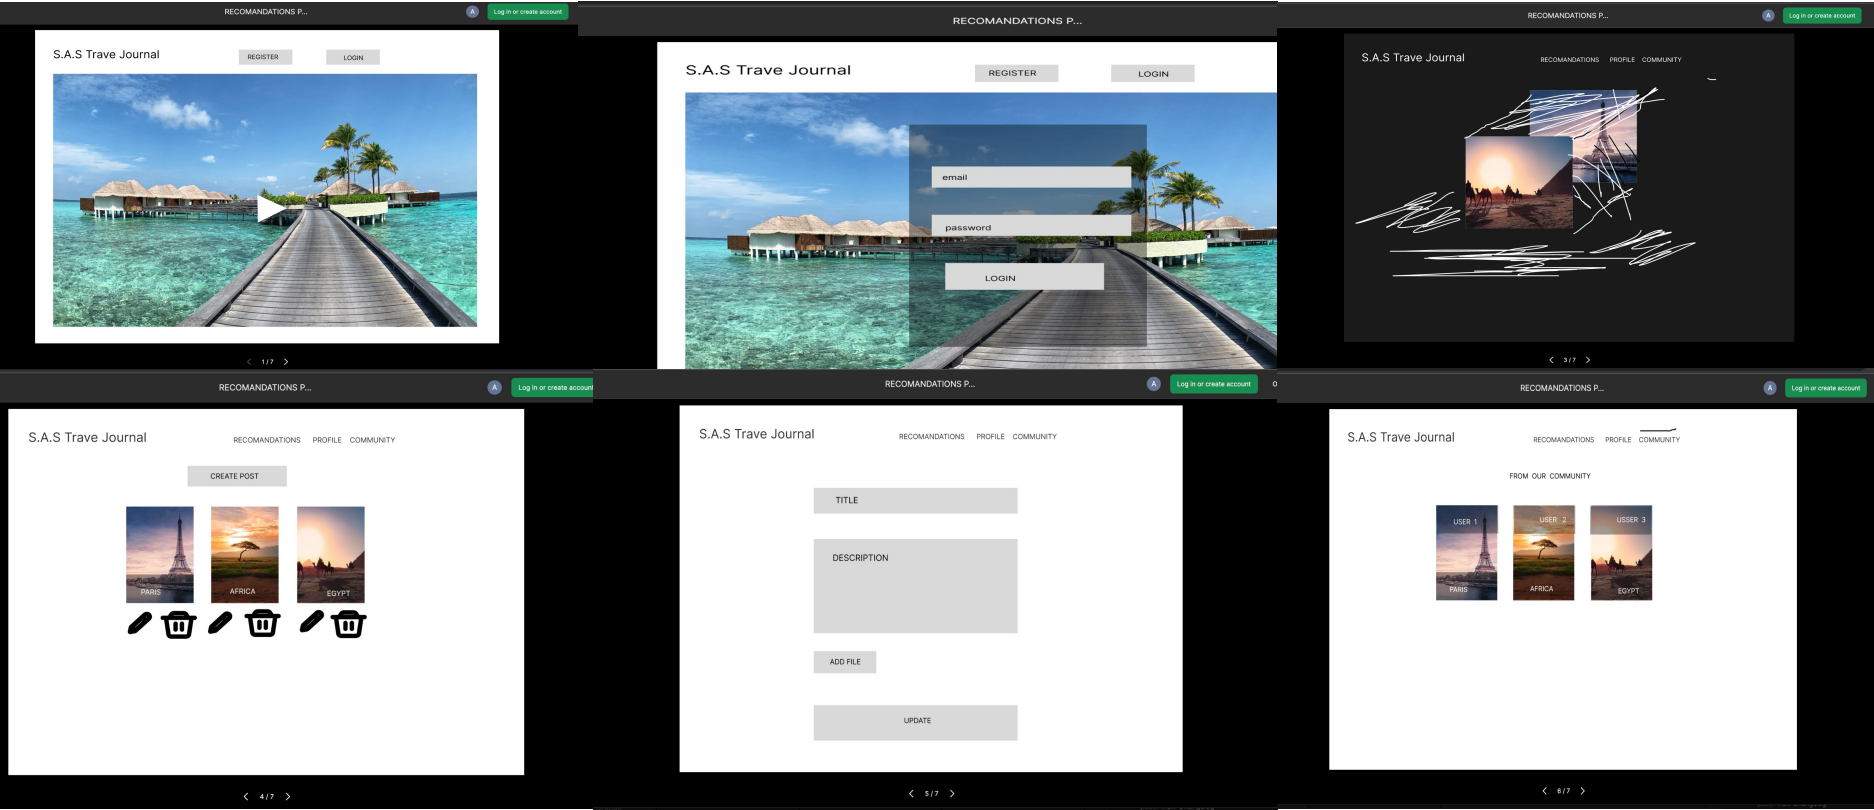 RECOMANDATIONS P...
A
Log in or create account
S.A.S Trave Journal
REGISTER
LOGIN
1/7
RECOMANDATIONS P...
S.A.S Trave Journal
REGISTER
LOGIN
email
password
LOGIN
RECOMANDATIONS P...
A
Log in or create account
S.A.S Trave Journal
RECOMANDATIONS PROFILE COMMUNITY
3/7
RECOMANDATIONS P...
A
Log in or create account
S.A.S Trave Journal
RECOMANDATIONS PROFILE COMMUNITY
CREATE POST
PARIS
AFRICA
EGYPT
4/7
RECOMANDATIONS P...
A
Log in or create account
S.A.S Trave Journal
RECOMANDATIONS PROFILE COMMUNITY
TITLE
DESCRIPTION
ADD FILE
UPDATE
5/7
RECOMANDATIONS P...
A
Log in or create account
S.A.S Trave Journal
RECOMANDATIONS PROFILE COMMUNITY
FROM OUR COMMUNITY
USER 1
USER 2
USSER 3
PARIS
AFRICA
EGYPT
6/7